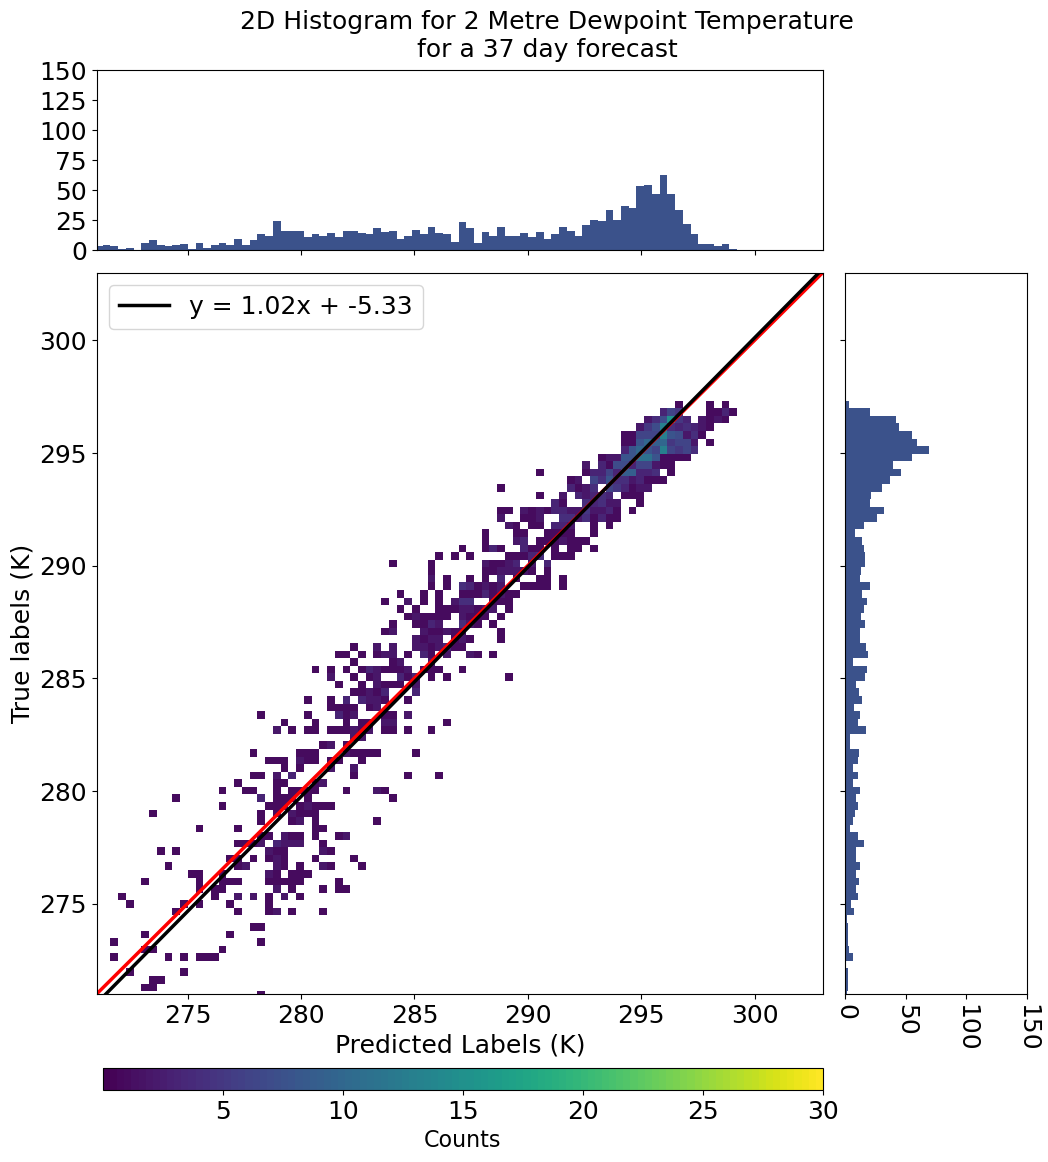 2D Histogram for 2 Metre Dewpoint Temperature
for a 37 day forecast
150
125
100
75
50
25
0
y = 1.02x + -5.33
300
295
290
285
280
275
True labels (K)
275 280 285 290 295 300
Predicted Labels (K)
0 50 100 150
5 10 15 20 25 30
Counts